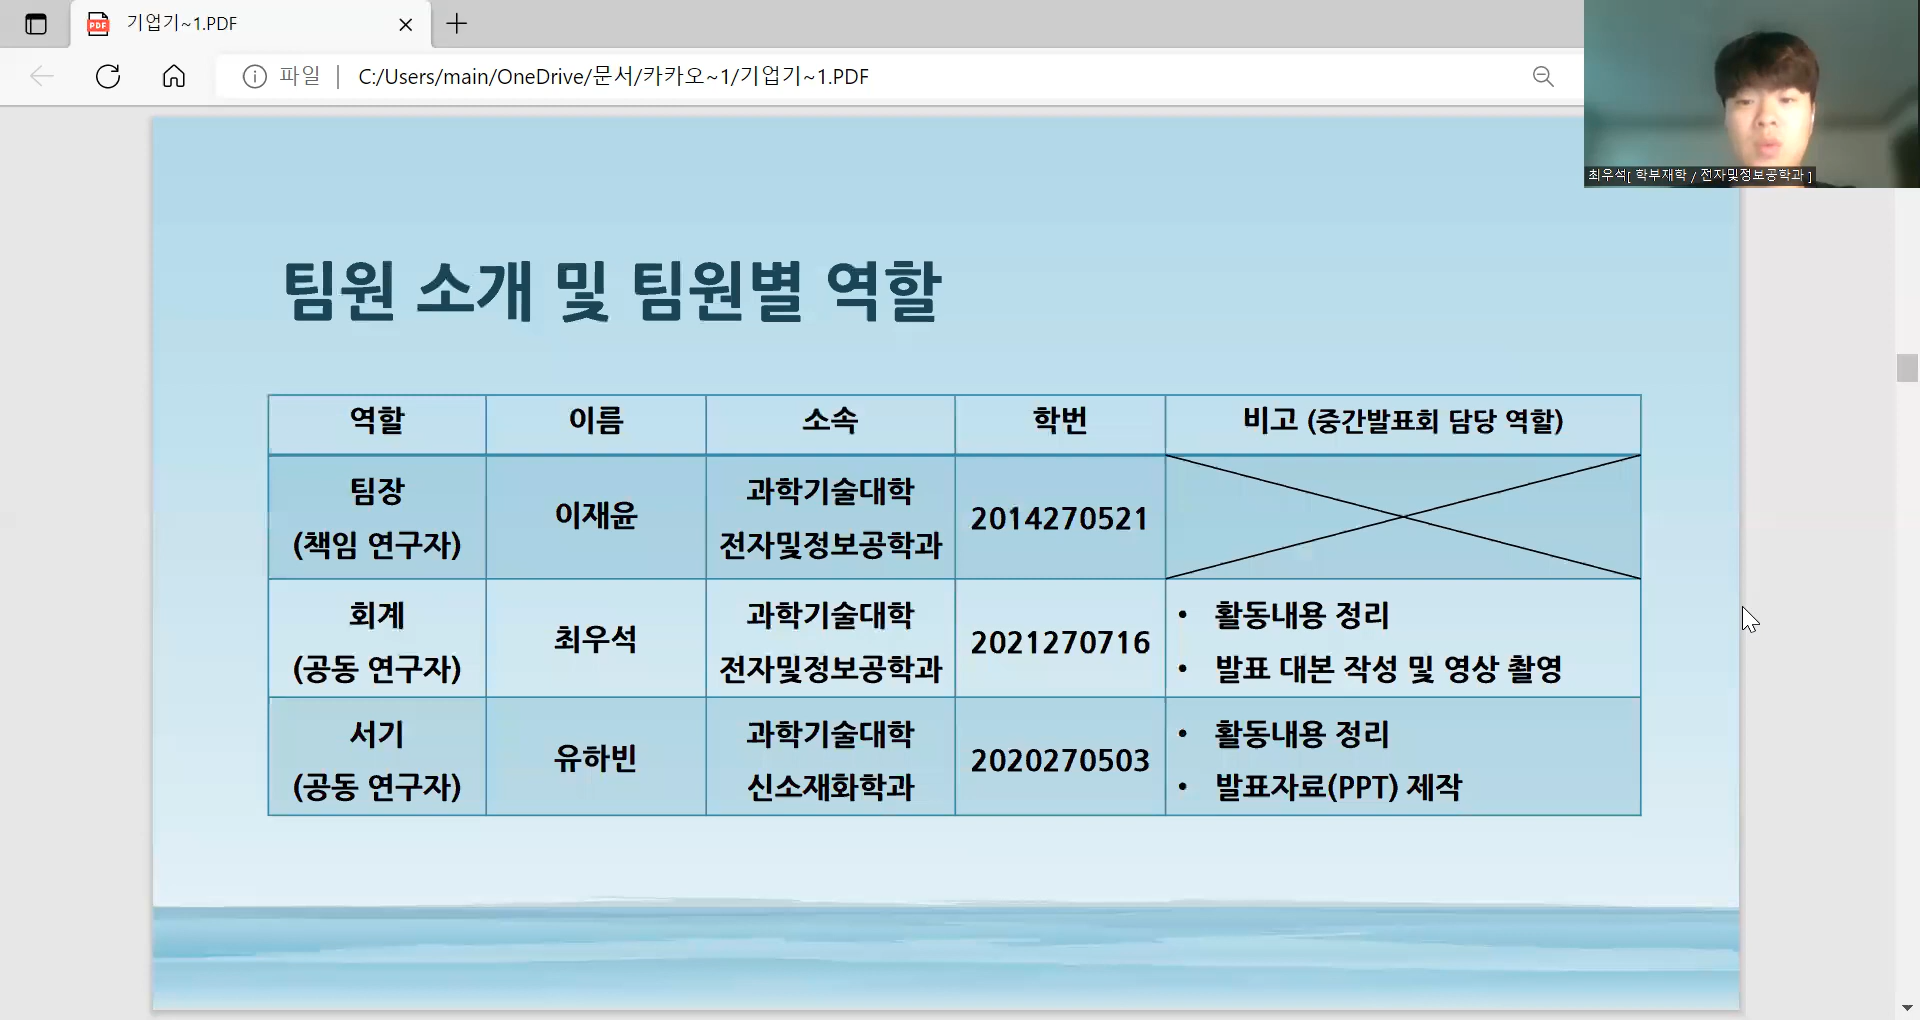 기업기~1.PDF
파일
C:/Users/main/OneDrive/문서/카카오~1/기업기~1.PDF
최우석[ 학부재학 / 전자및정보공학과 ]
팀원 소개 및 팀원별 역할
역할 이름 소속 학번 비고 (중간발표회 담당 역할)
팀장
(책임 연구자)
이재윤
과학기술대학
전자및정보공학과
2014270521
회계
(공동 연구자)
최우석
과학기술대학
전자및정보공학과
2021270716
• 활동내용 정리
• 발표 대본 작성 및 영상 촬영
서기
(공동 연구자)
유하빈
과학기술대학
신소재화학과
2020270503
• 활동내용 정리
• 발표자료(PPT) 제작